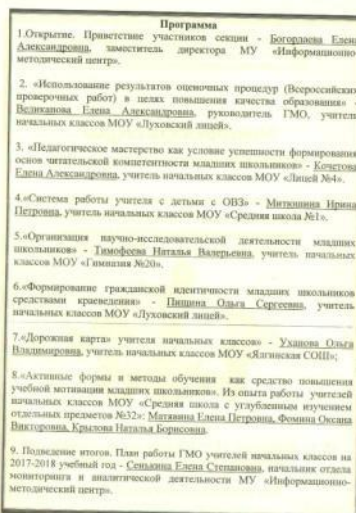 Программа
1.Открытие. Приветствие участников секции - Богордаева Елена
Александровна, заместитель директора МУ «Информационно-
методический центр».
2. «Использование результатов оценочных процедур (Всероссийских
проверочных работ) в целях повышения качества образования» -
Великанова Елена Александровна, руководитель ГМО, учитель
начальных классов МОУ «Луховский лицей».
3. «Педагогическое мастерство как условие успешности формирования
основ читательской компетентности младших школьников» - Кочетова
Елена Александровна, учитель начальных классов МОУ «Лицей №4».
4.«Система работы учителя с детьми с ОВЗ» - Митюшина Ирина
Петровна, учитель начальных классов МОУ «Средняя школа №1».
5.«Организация научно-исследовательской деятельности младших
школьников» - Тимофеева Наталья Валерьевна, учитель начальных
классов МОУ «Гимназия №20».
6.«Формирование гражданской идентичности младших школьников
средствами краеведения» - Пищина Ольга Сергеевна, учитель
начальных классов МОУ «Луховский лицей».
7.«Дорожная карта» учителя начальных классов» - Уханова Ольга
Владимировна, учитель начальных классов МОУ «Ялгинская СОШ»;
8.«Активные формы и методы обучения как средство повышения
учебной мотивации младших школьников». Из опыта работы учителей
начальных классов МОУ «Средняя школа с углубленным изучением
отдельных предметов №32»: Матявина Елена Петровна, Фомина Оксана
Викторовна, Крылова Наталья Борисовна.
9. Подведение итогов. План работы ГМО учителей начальных классов на
2017-2018 учебный год - Сенькина Елена Степановна, начальник отдела
мониторинга и аналитической деятельности МУ «Информационно-
методический центр».